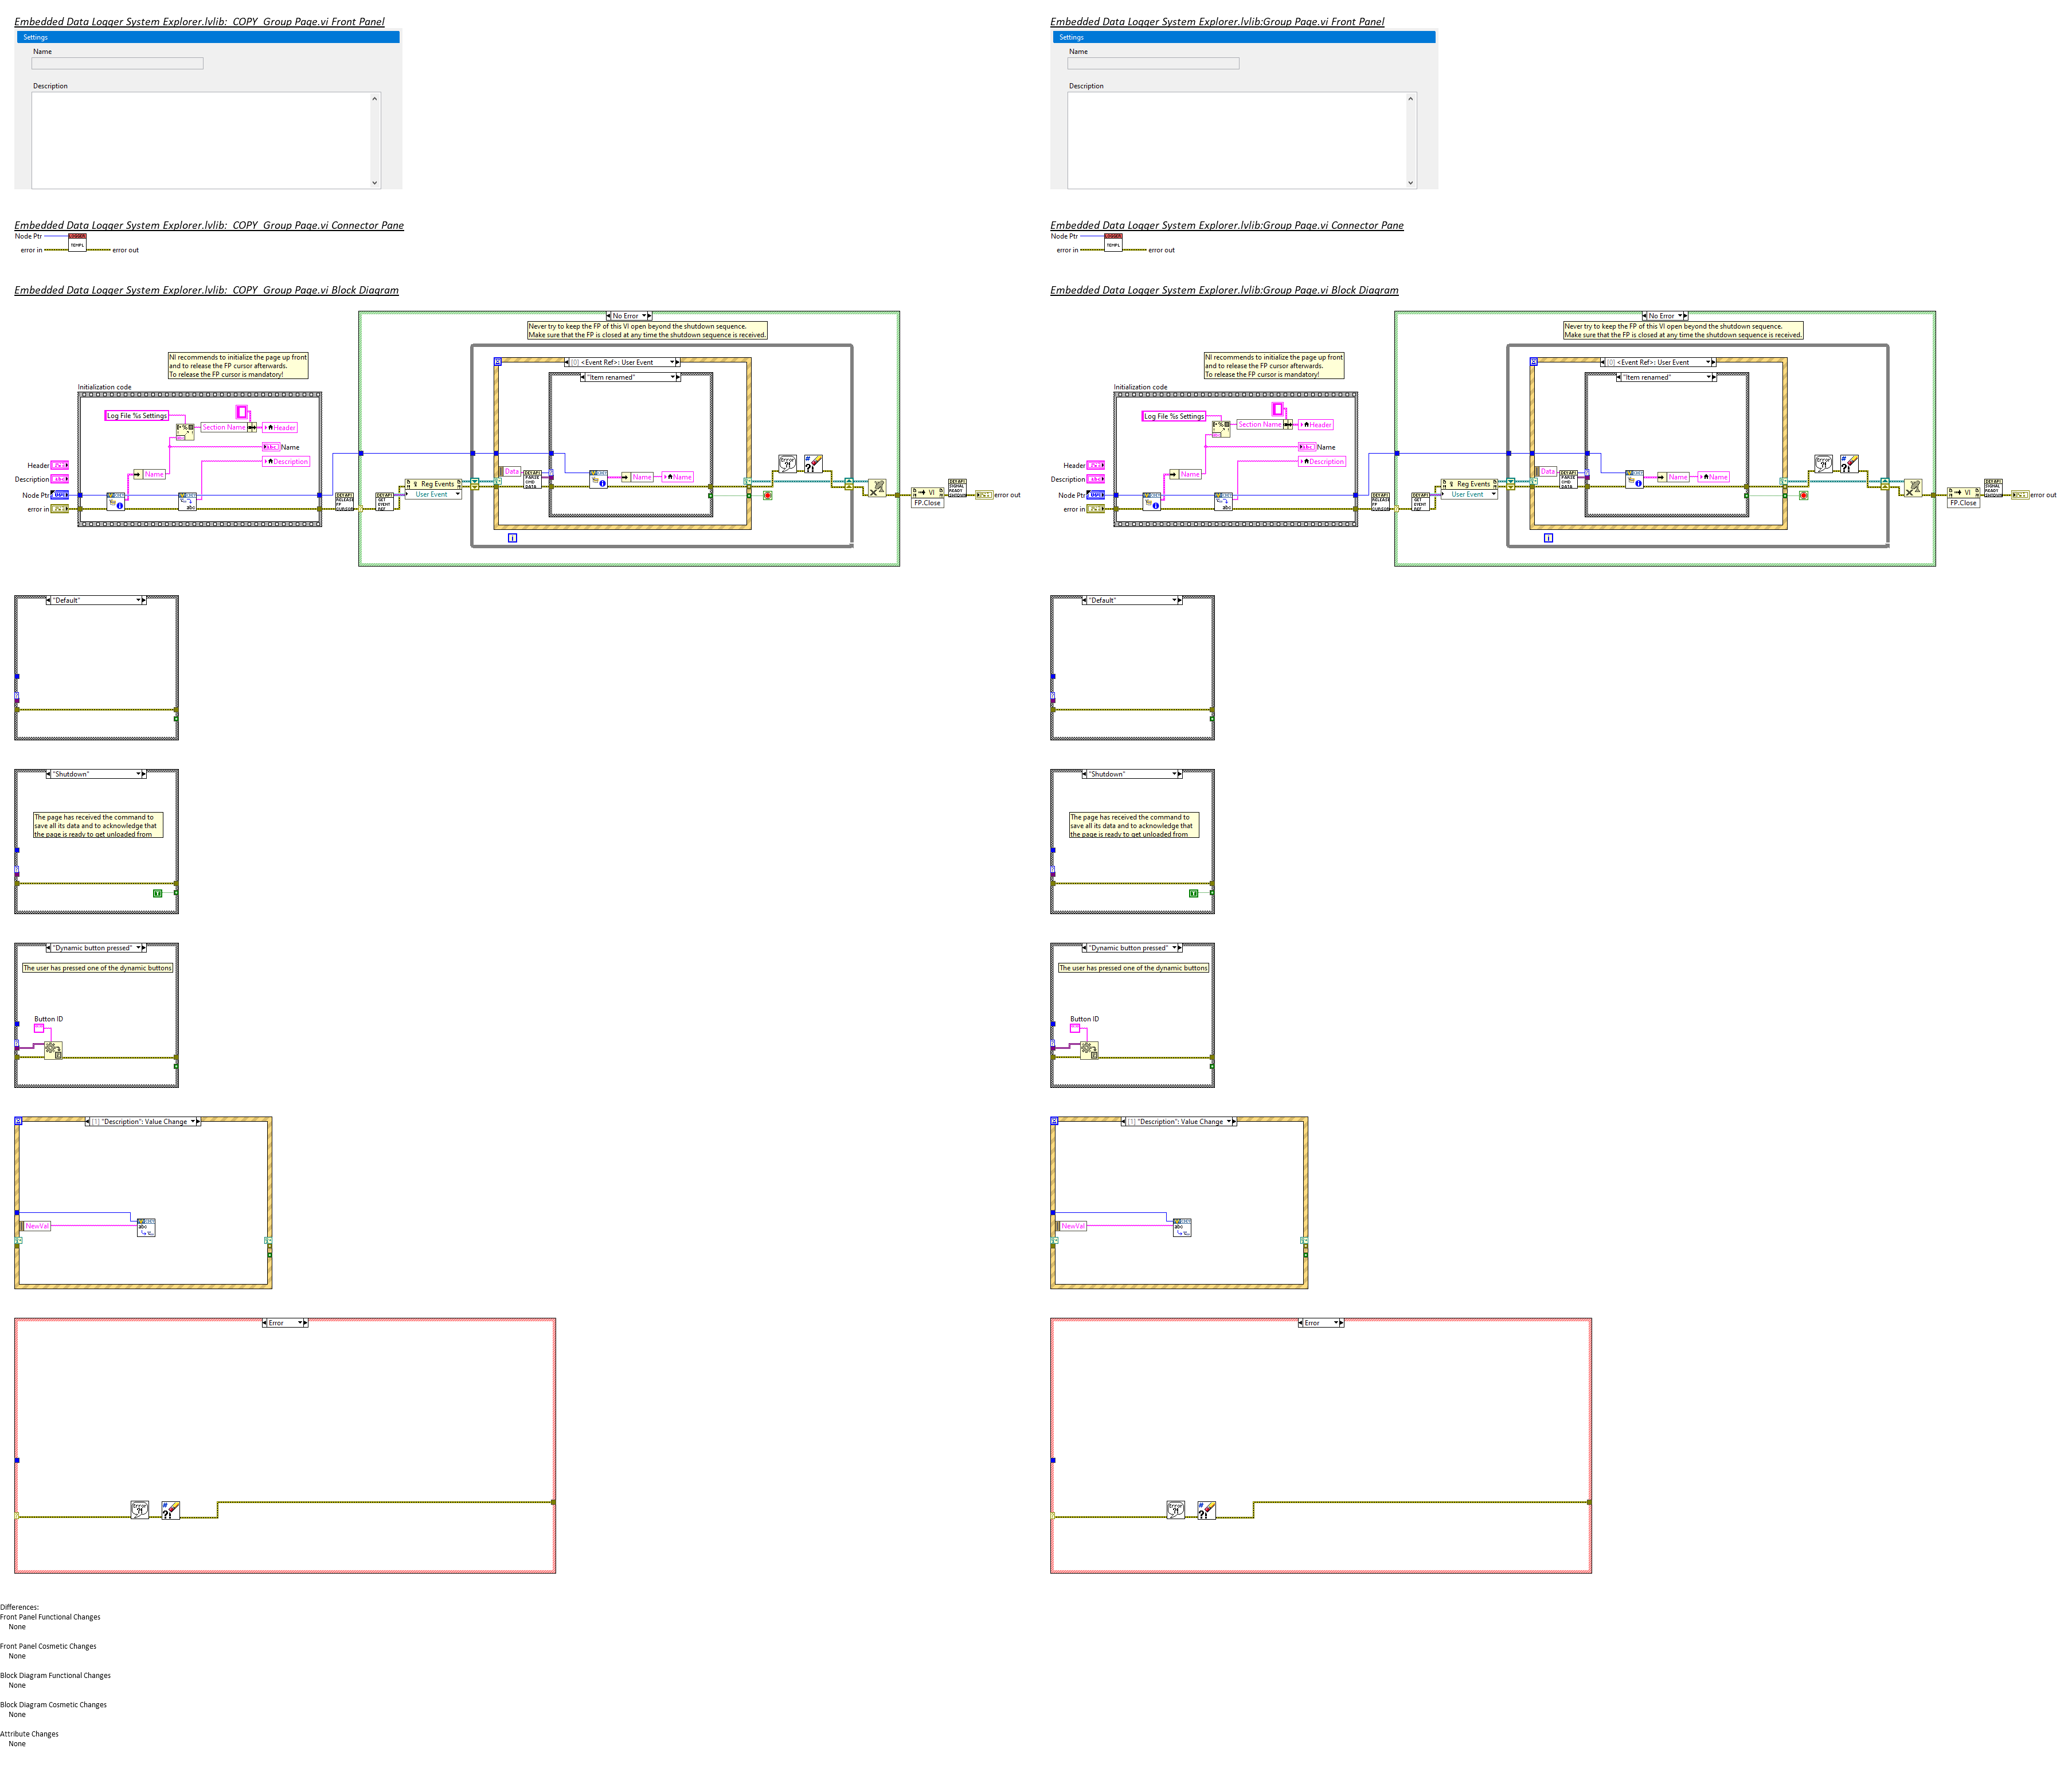 Embedded Data Logger System Explorer.lvlib:_COPY_Group Page.vi Front Panel
Settings
Name
Description
Embedded Data Logger System Explorer.lvlib:_COPY_Group Page.vi Connector Pane
Node Ptr
LOGGER
TEMPL
error in
error out
Embedded Data Logger System Explorer.lvlib:_COPY_Group Page.vi Block Diagram
No Error
Never try to keep the FP of this VI open beyond the shutdown sequence.
Make sure that the FP is closed at any time the shutdown sequence is received.
NI recommends to initialize the page up front
and to release the FP cursor afterwards.
To release the FP cursor is mandatory!
[0] <Event Ref>: User Event
"Item renamed"
Initialization code
Log File %s Settings
Section Name
Header
Name
Description
Header
Description
Node Ptr
error in
Name
Reg Events
User Event
Data
Name
Name
VI
FP.Close
error out
"Default"
"Shutdown"
The page has received the command to
save all its data and to acknowledge that
the page is ready to get unloaded from
"Dynamic button pressed"
The user has pressed one of the dynamic buttons
Button ID
[1] "Description": Value Change
NewVal
Error
Differences:
Front Panel Functional Changes
None
Front Panel Cosmetic Changes
None
Block Diagram Functional Changes
None
Block Diagram Cosmetic Changes
None
Attribute Changes
None
Embedded Data Logger System Explorer.lvlib:Group Page.vi Front Panel
Settings
Name
Description
Embedded Data Logger System Explorer.lvlib:Group Page.vi Connector Pane
Node Ptr
LOGGER
TEMPL
error in
error out
Embedded Data Logger System Explorer.lvlib:Group Page.vi Block Diagram
No Error
Never try to keep the FP of this VI open beyond the shutdown sequence.
Make sure that the FP is closed at any time the shutdown sequence is received.
NI recommends to initialize the page up front
and to release the FP cursor afterwards.
To release the FP cursor is mandatory!
[0] <Event Ref>: User Event
"Item renamed"
Initialization code
Log File %s Settings
Section Name
Header
Name
Description
Header
Description
Node Ptr
error in
Name
Reg Events
User Event
Data
Name
Name
VI
FP.Close
error out
"Default"
"Shutdown"
The page has received the command to
save all its data and to acknowledge that
the page is ready to get unloaded from
"Dynamic button pressed"
The user has pressed one of the dynamic buttons
Button ID
[1] "Description": Value Change
NewVal
Error